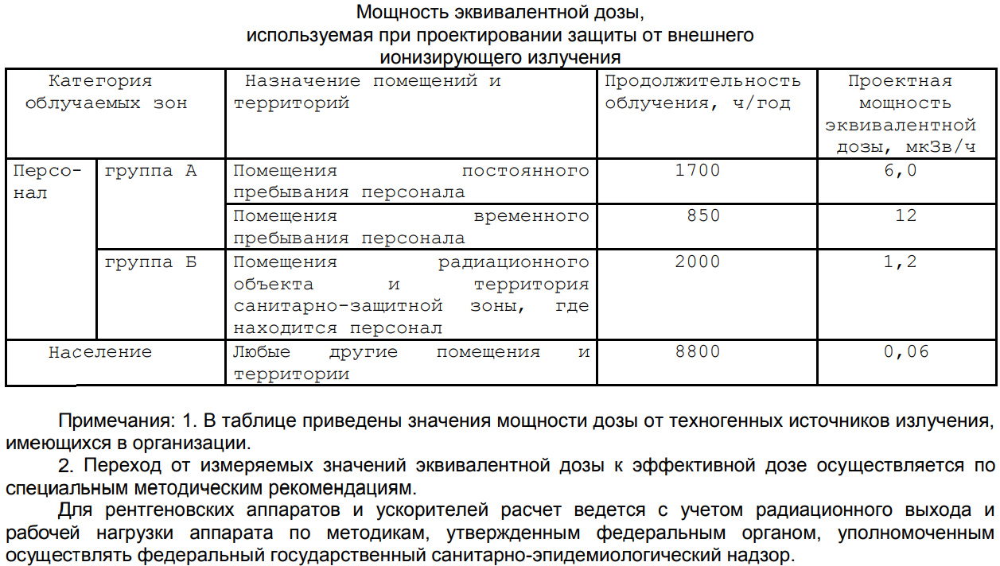 Мощность эквивалентной дозы,
используемая при проектировании защиты от внешнего
ионизирующего излучения
Категория
облучаемых зон
Назначение помещений и
территорий
Продолжительность
облучения, ч/год
Проектная
мощность
эквивалентной
дозы, мкЗв/ч
Персо-
нал
группа А
Помещения постоянного
пребывания персонала
1700
6,0
Помещения временного
пребывания персонала
850
12
группа Б
Помещения радиационного
объекта и территория
санитарно-защитной зоны, где
находится персонал
2000
1,2
Население
Любые другие помещения и
территории
8800
0,06
Примечания: 1. В таблице приведены значения мощности дозы от техногенных источников излучения,
имеющихся в организации.
2. Переход от измеряемых значений эквивалентной дозы к эффективной дозе осуществляется по
специальным методическим рекомендациям.
Для рентгеновских аппаратов и ускорителей расчет ведется с учетом радиационного выхода и
рабочей нагрузки аппарата по методикам, утвержденным федеральным органом, уполномоченным
осуществлять федеральный государственный санитарно-эпидемиологический надзор.